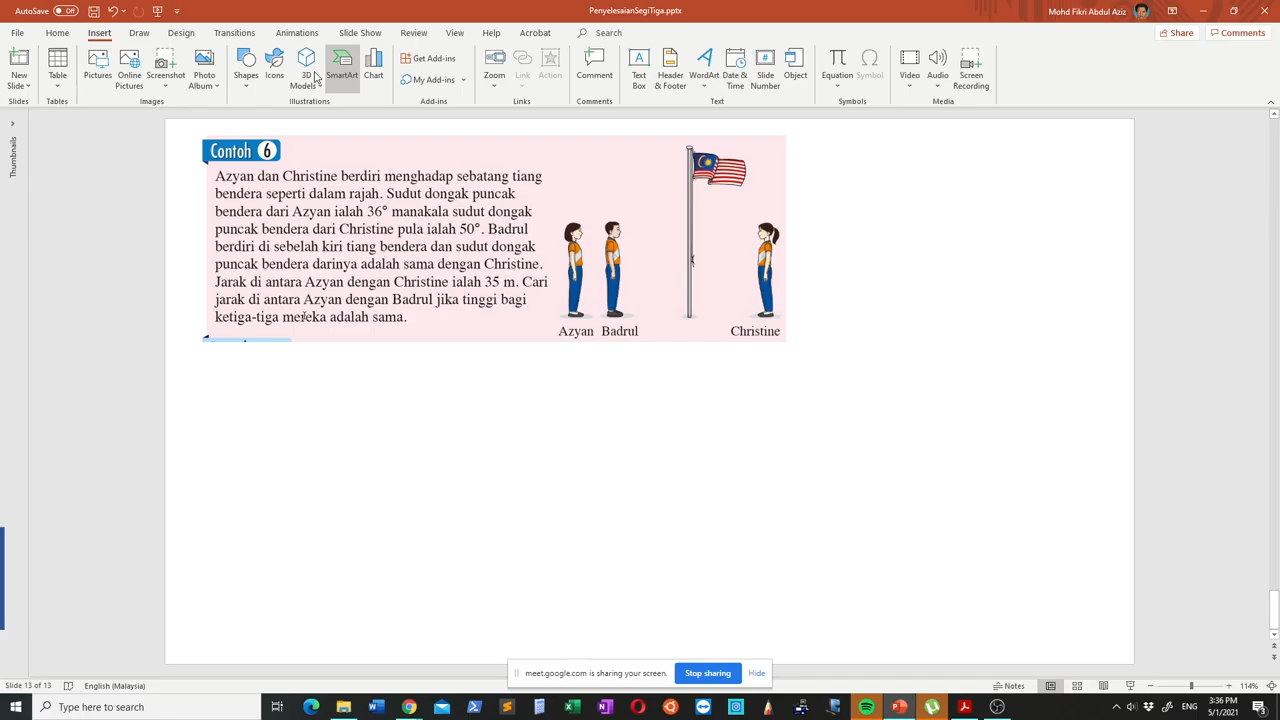 AutoSave Off
PenyelesaianSegiTiga.pptx
Mohd Fikri Abdul Aziz
File Home Insert Draw Design Transitions Animations Slide Show Review View Help Acrobat Search
Share Comments
New Slide
Table
Pictures
Online Pictures
Screenshot
Photo Album
Shapes
Icons
3D Models
SmartArt
Chart
Get Add-ins
My Add-ins
Zoom
Link
Action
Comment
Text Box
Header & Footer
WordArt
Date & Time
Slide Number
Object
Equation
Symbol
Video
Audio
Screen Recording
Slides Tables Images Illustrations Add-ins Links Comments Text Symbols Media
Thumbnails
Contoh 6
Azyan dan Christine berdiri menghadap sebatang tiang
bendera seperti dalam rajah. Sudut dongak puncak
bendera dari Azyan ialah 36° manakala sudut dongak
puncak bendera dari Christine pula ialah 50°. Badrul
berdiri di sebelah kiri tiang bendera dan sudut dongak
puncak bendera darinya adalah sama dengan Christine.
Jarak di antara Azyan dengan Christine ialah 35 m. Cari
jarak di antara Azyan dengan Badrul jika tinggi bagi
ketiga-tiga mereka adalah sama.
Azyan Badrul Christine
meet.google.com is sharing your screen. Stop sharing Hide
Slide 13 of 13 English (Malaysia) Notes 114%
Type here to search
ENG
3:36 PM
5/1/2021